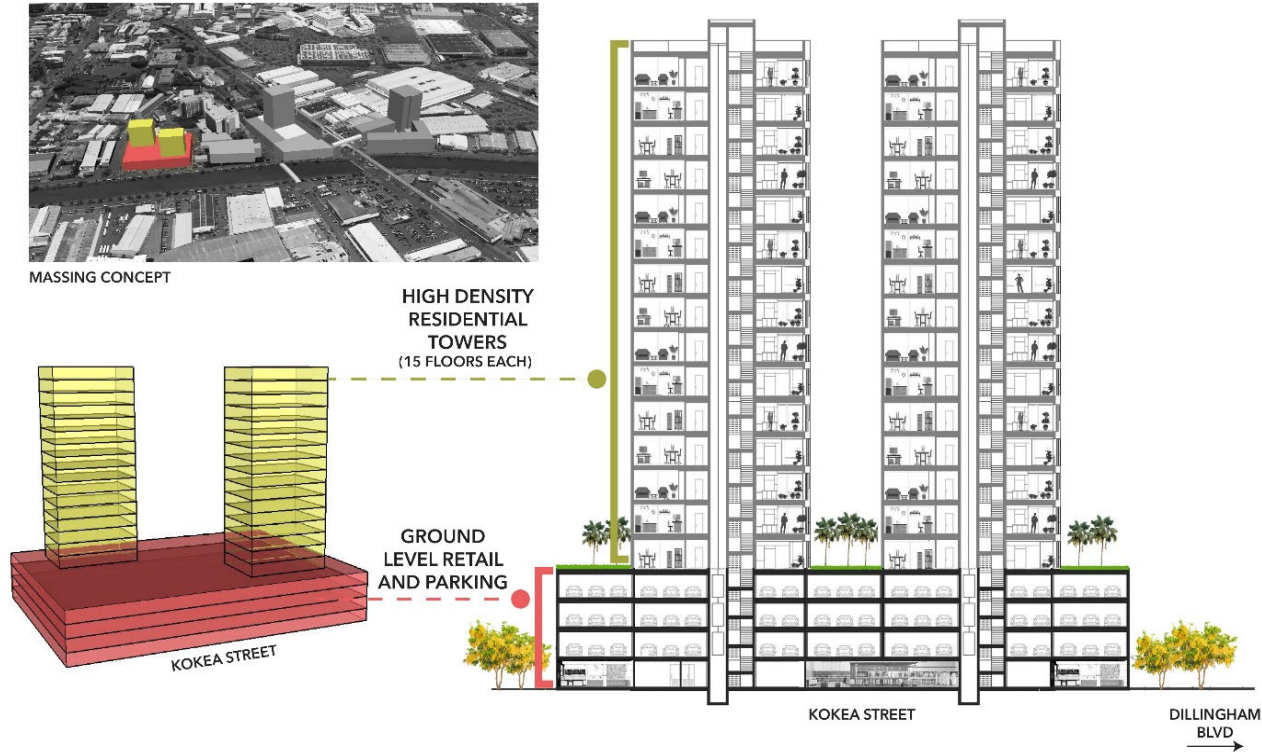 MASSING CONCEPT
HIGH DENSITY
RESIDENTIAL
TOWERS
(15 FLOORS EACH)
GROUND
LEVEL RETAIL
AND PARKING
KOKEA STREET
KOKEA STREET
DILLINGHAM
BLVD